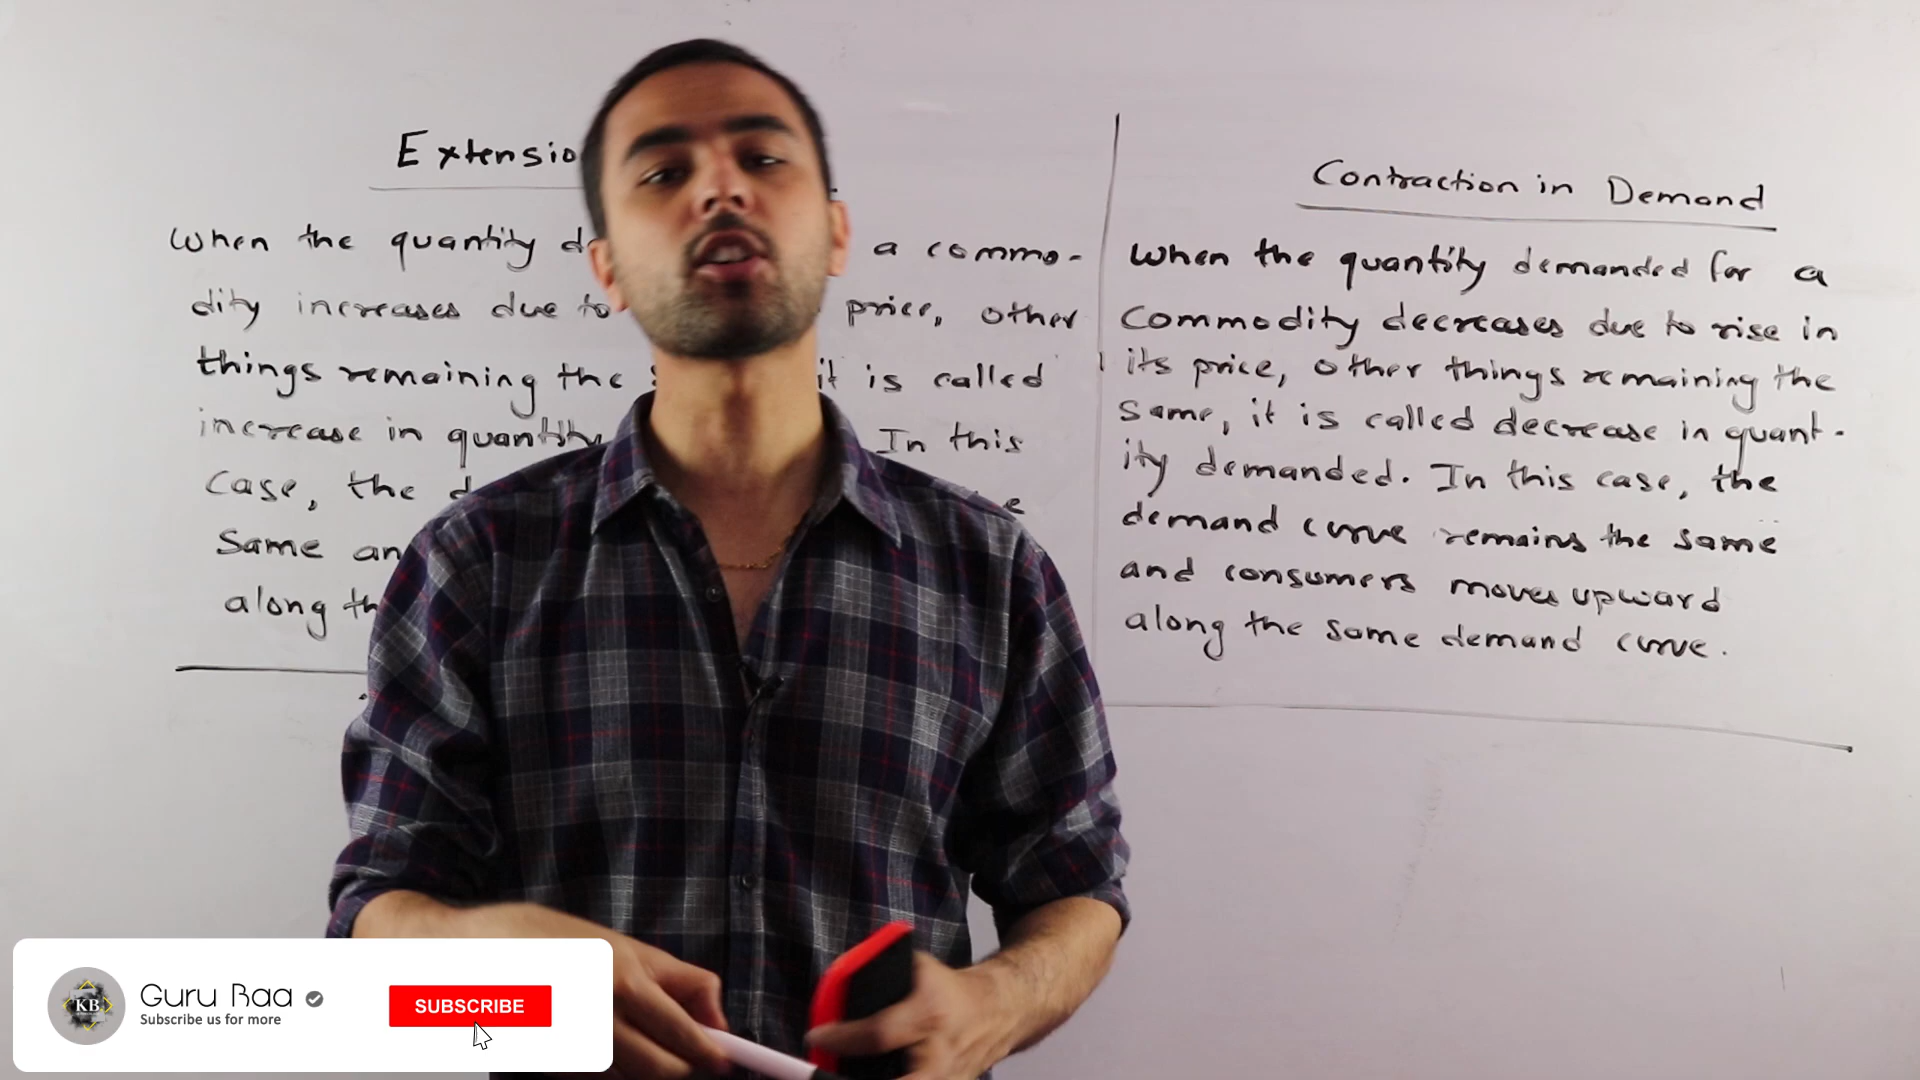 Extensio
When the quantity de a commo-
dity increases due to price, other
things remaining the it is called
increase in quantity In this
Case, the d e
Same an
along th
Contraction in Demand
When the quantity demanded for a
Commodity decreases due to rise in
its price, other things remaining the
Same, it is called decrease in quant-
ity demanded. In this case, the
demand curve remains the same
and consumers moves upward
along the same demand curve.
KB
Guru Baa
Subscribe us for more
SUBSCRIBE